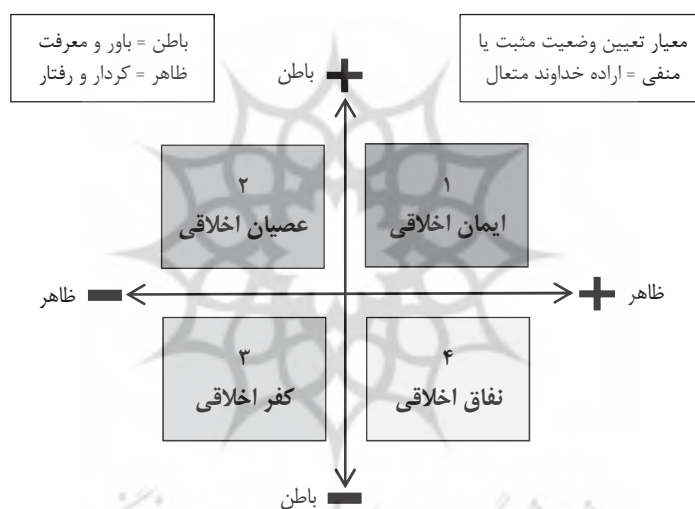 معیار تعیین وضعیت مثبت یا
منفی = اراده خداوند متعال
باطن = باور و معرفت
ظاهر = کردار و رفتار
باطن
۱
ایمان اخلاقی
۲
عصیان اخلاقی
ظاهر
ظاهر
۴
نفاق اخلاقی
۳
کفر اخلاقی
باطن